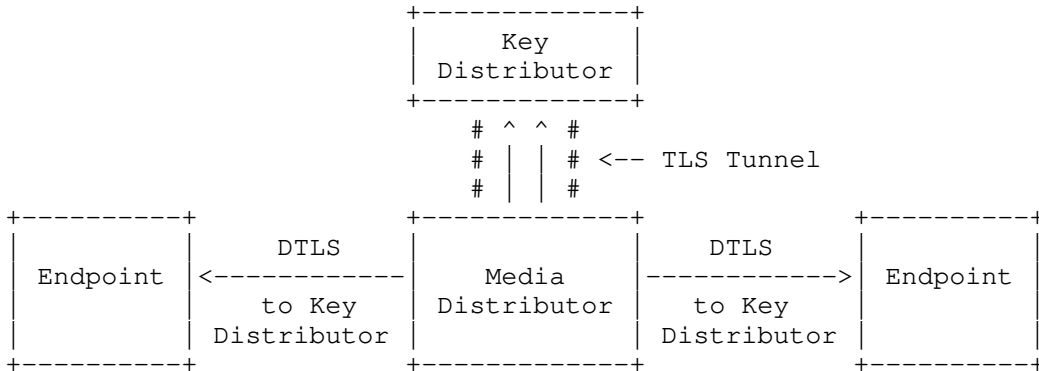 Key
Distributor
<-- TLS Tunnel
DTLS DTLS
Endpoint Media Endpoint
to Key Distributor to Key
Distributor Distributor